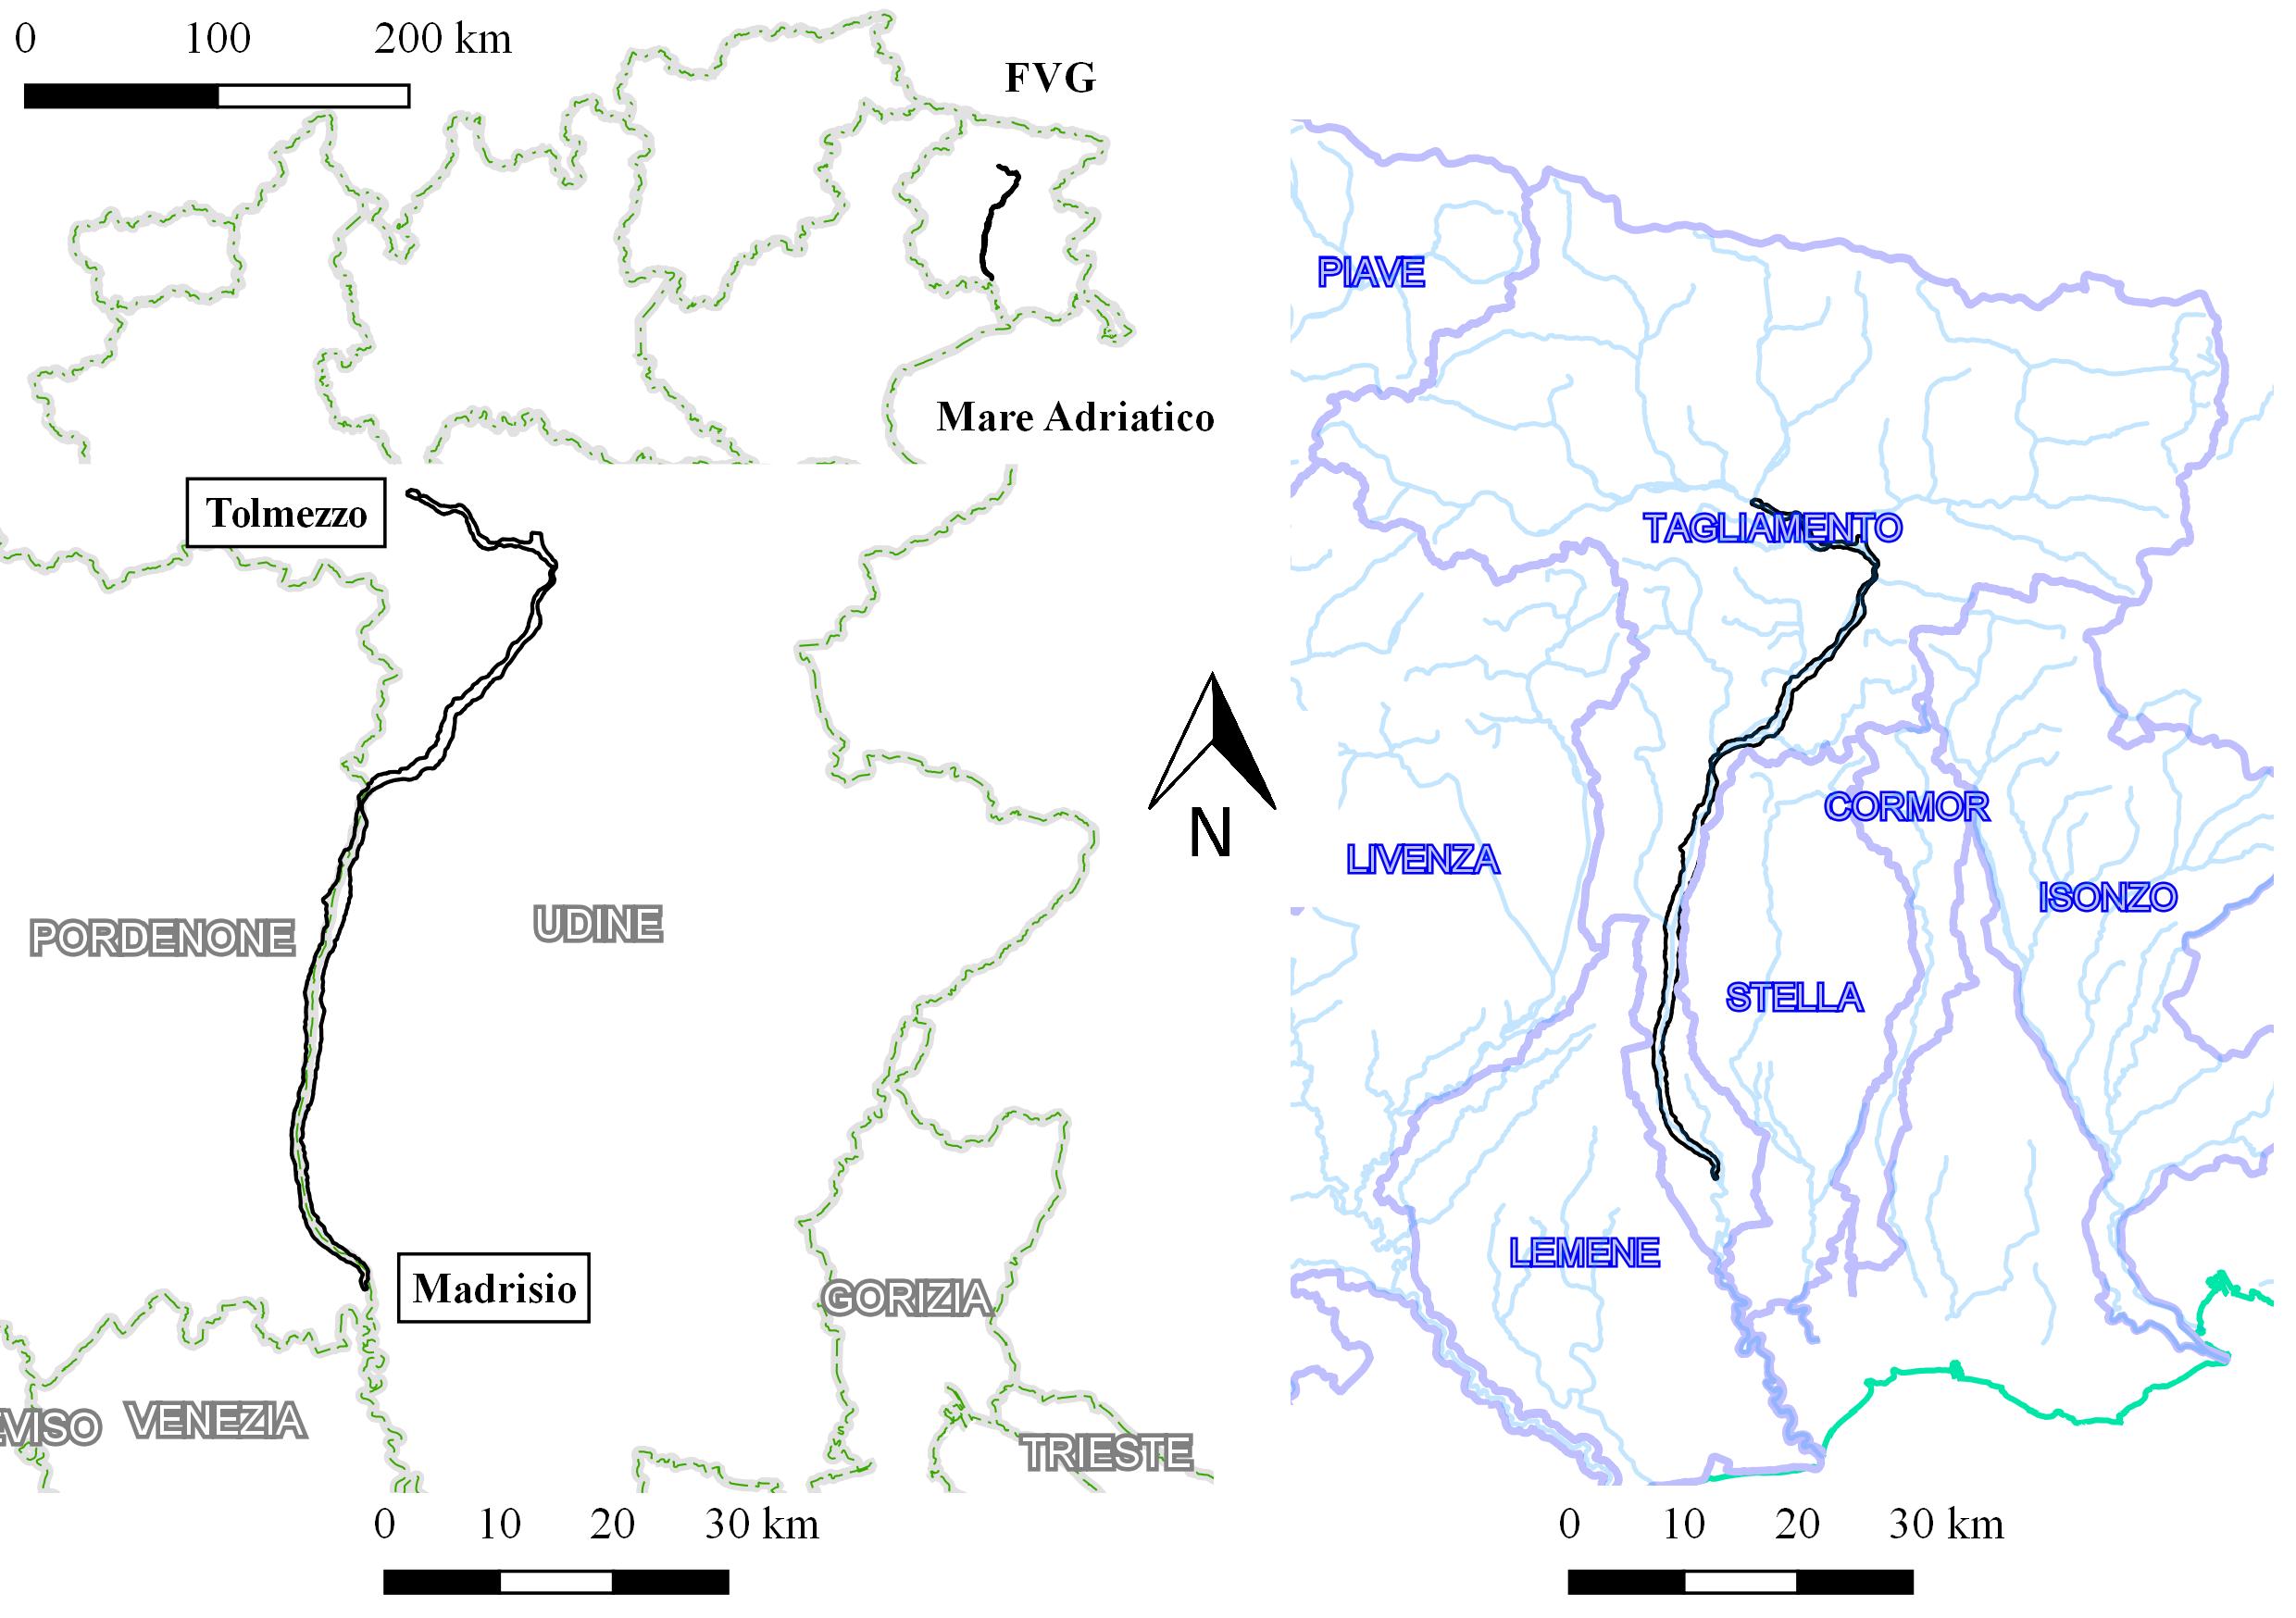 0 100 200 km
FVG
Mare Adriatico
Tolmezzo
PORDENONE
UDINE
Madrisio
GORIZIA
VENEZIA
EVISO
TRIESTE
0 10 20 30 km
N
PIAVE
TAGLIAMENTO
CORMOR
LIVENZA
ISONZO
STELLA
LEMENE
0 10 20 30 km